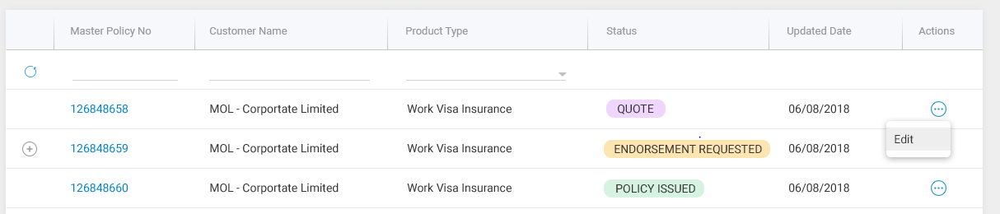 Master Policy No Customer Name Product Type Status Updated Date Actions
126848658 MOL - Corportate Limited Work Visa Insurance QUOTE 06/08/2018
126848659 MOL - Corportate Limited Work Visa Insurance ENDORSEMENT REQUESTED 06/08/2018 Edit
126848660 MOL - Corportate Limited Work Visa Insurance POLICY ISSUED 06/08/2018